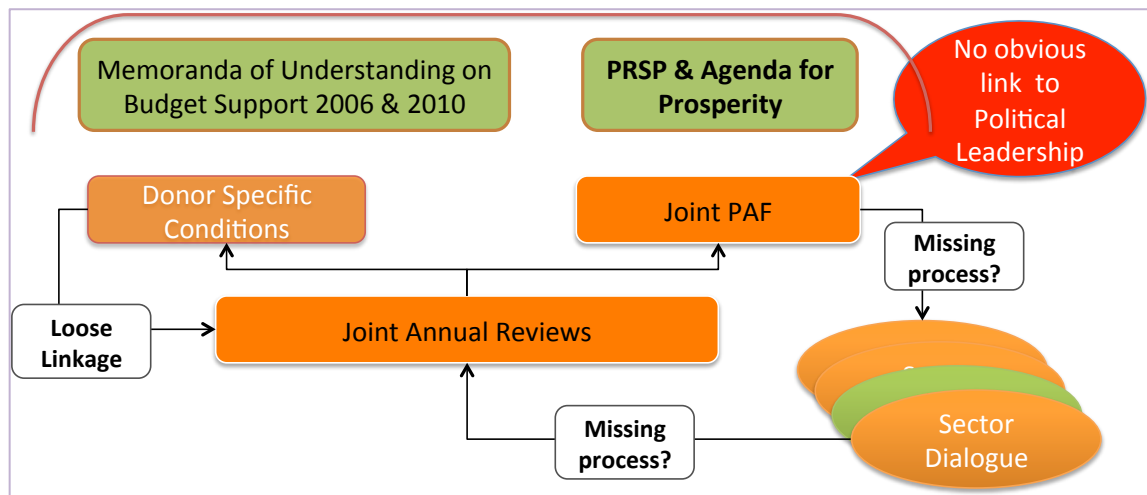 Memoranda of Understanding on
Budget Support 2006 & 2010
PRSP & Agenda for
Prosperity
No obvious
link to
Political
Leadership
Donor Specific
Conditions
Joint PAF
Missing
process?
Loose
Linkage
Joint Annual Reviews
Missing
process?
Sector
Dialogue